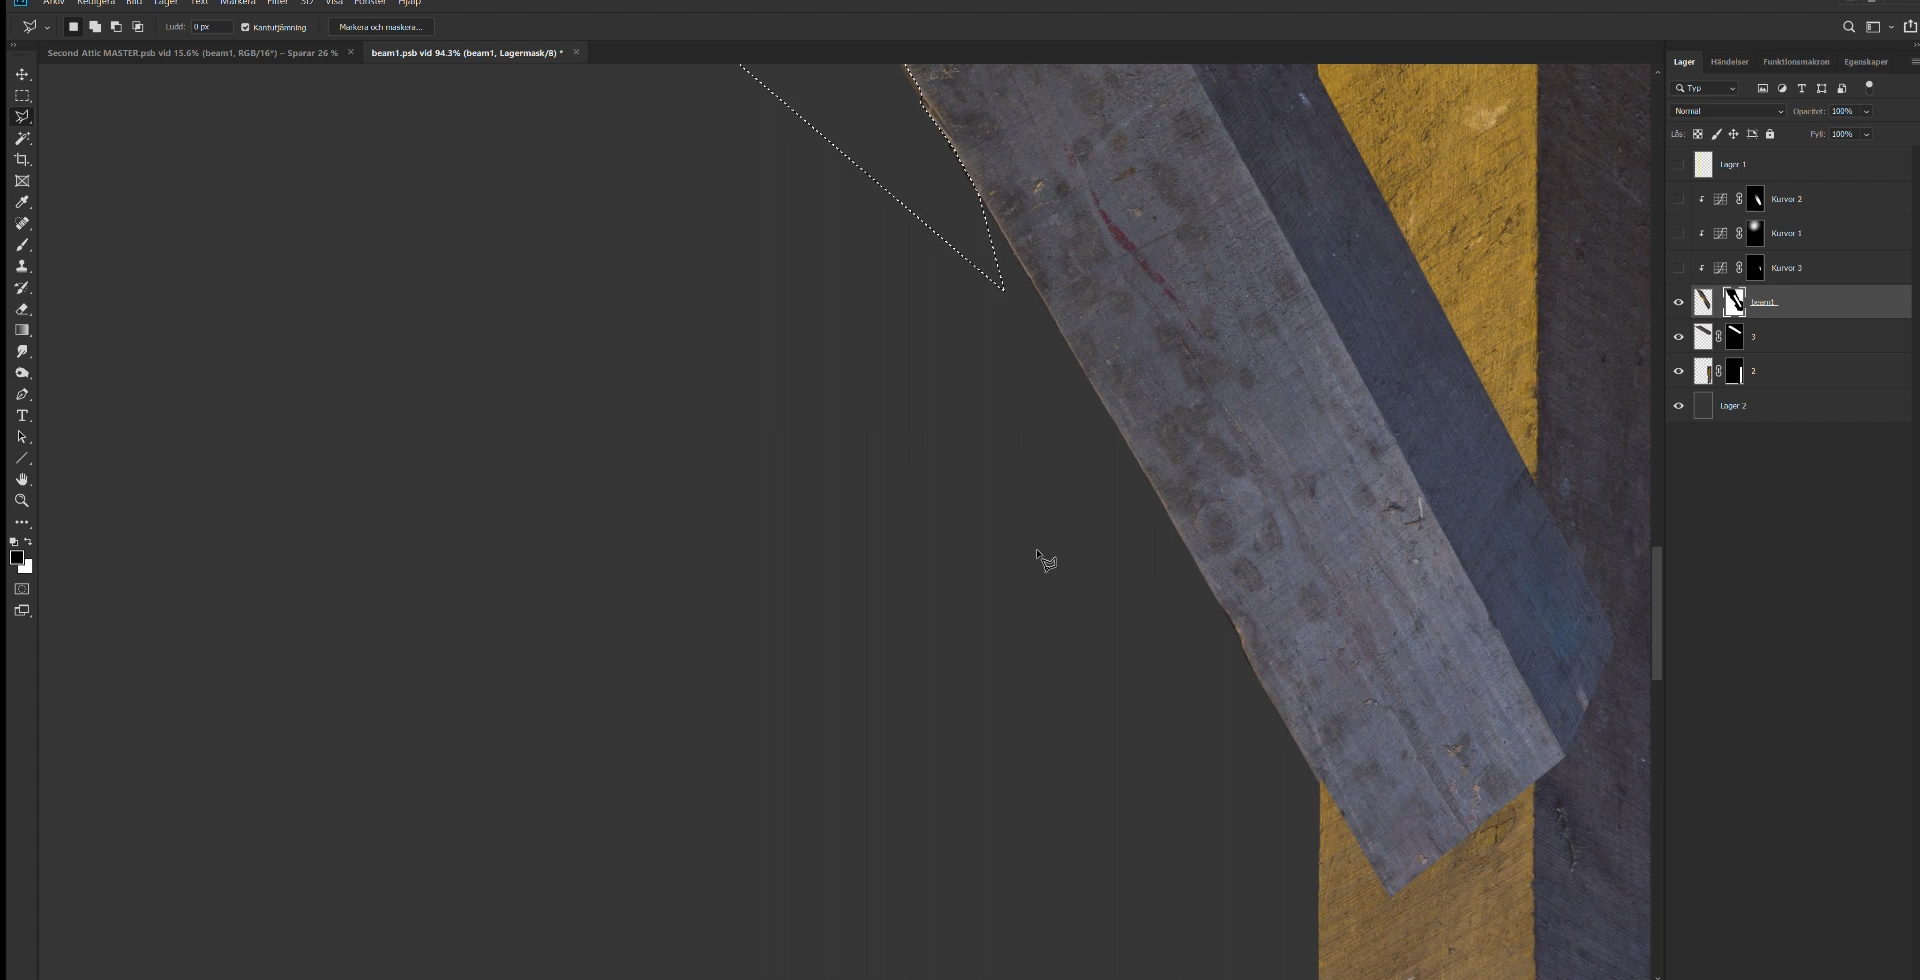 Arkiv Redigera Bild Lager Text Markera Filter 3D Visa Fönster Hjälp
Ludd: 0 px Kantutjämning Markera och maskera...
Second Attic MASTER.psb vid 15.6% (beam1, RGB/16*) – Sparar 26 %
beam1.psb vid 94.3% (beam1, Lagermask/8) *
Lager Händelser Funktionsmakron Egenskaper
Typ
Normal Opacitet: 100%
Lås: Fyll: 100%
Lager 1
Kurvor 2
Kurvor 1
Kurvor 3
beam1
3
2
Lager 2